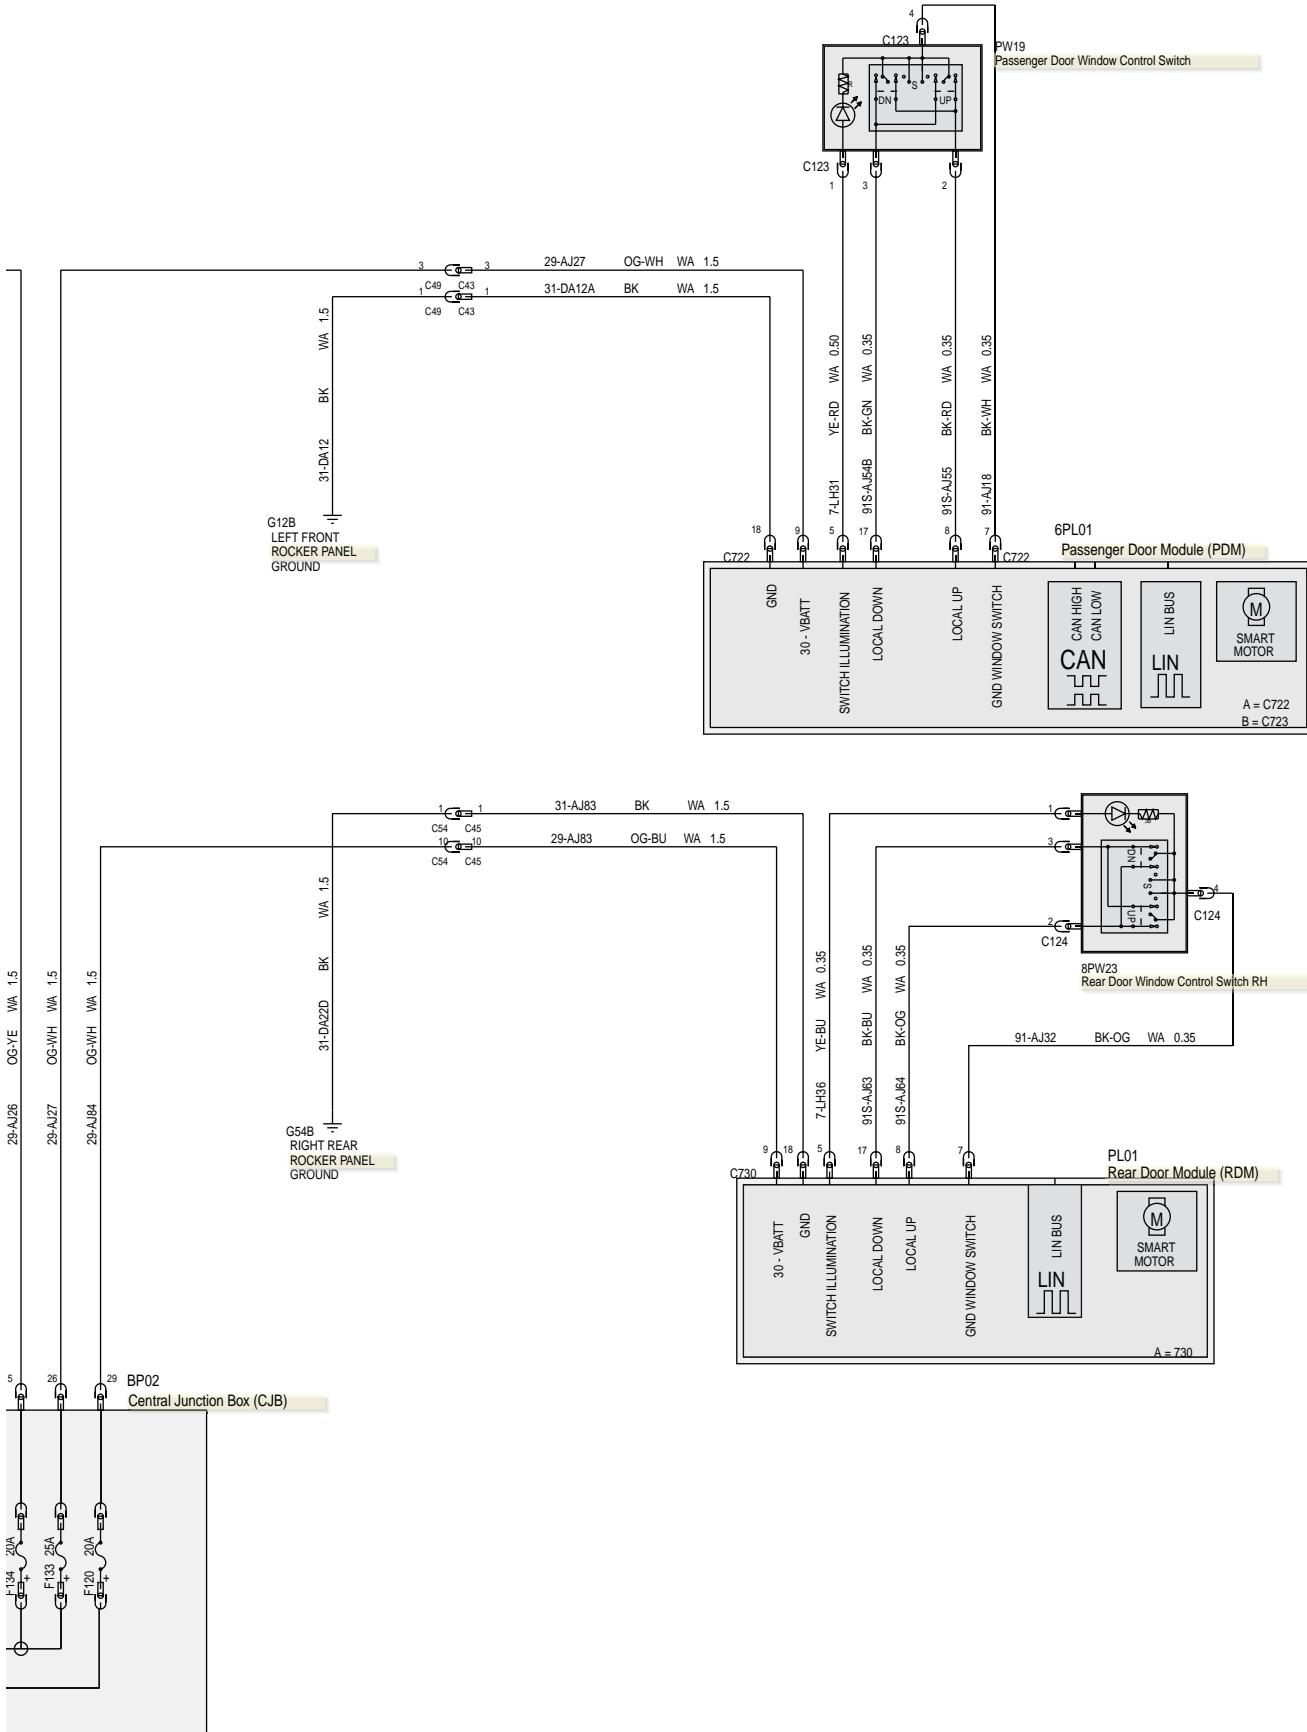 4
C123
PW19
Passenger Door Window Control Switch
R
S
DN
UP
C123
1
3
2
3
3
29-AJ27 OG-WH WA 1.5
C49 C43
1
1
31-DA12A BK WA 1.5
C49 C43
31-DA12 BK WA 1.5
7-LH31 YE-RD WA 0.50
91S-AJ54B BK-GN WA 0.35
91S-AJ55 BK-RD WA 0.35
91-AJ18 BK-WH WA 0.35
G12B
LEFT FRONT
ROCKER PANEL
GROUND
18
9
5
17
8
7
C722
C722
6PL01
Passenger Door Module (PDM)
GND
30 - VBATT
SWITCH ILLUMINATION
LOCAL DOWN
LOCAL UP
GND WINDOW SWITCH
CAN HIGH
CAN LOW
CAN
LIN BUS
LIN
M
SMART
MOTOR
A = C722
B = C723
1
1
31-AJ83 BK WA 1.5
C54 C45
10
10
29-AJ83 OG-BU WA 1.5
C54 C45
31-DA22D BK WA 1.5
1
3
2
R
DN
S
UP
4
C124
C124
8PW23
Rear Door Window Control Switch RH
7-LH36 YE-BU WA 0.35
91S-AJ63 BK-BU WA 0.35
91S-AJ64 BK-OG WA 0.35
91-AJ32 BK-OG WA 0.35
29-AJ26 OG-YE WA 1.5
29-AJ27 OG-WH WA 1.5
29-AJ84 OG-WH WA 1.5
G54B
RIGHT REAR
ROCKER PANEL
GROUND
9
18
5
17
8
7
C730
PL01
Rear Door Module (RDM)
30 - VBATT
GND
SWITCH ILLUMINATION
LOCAL DOWN
LOCAL UP
GND WINDOW SWITCH
LIN BUS
LIN
M
SMART
MOTOR
A = 730
5
26
29
BP02
Central Junction Box (CJB)
F134 20A
F133 25A
F120 20A
+
+
+